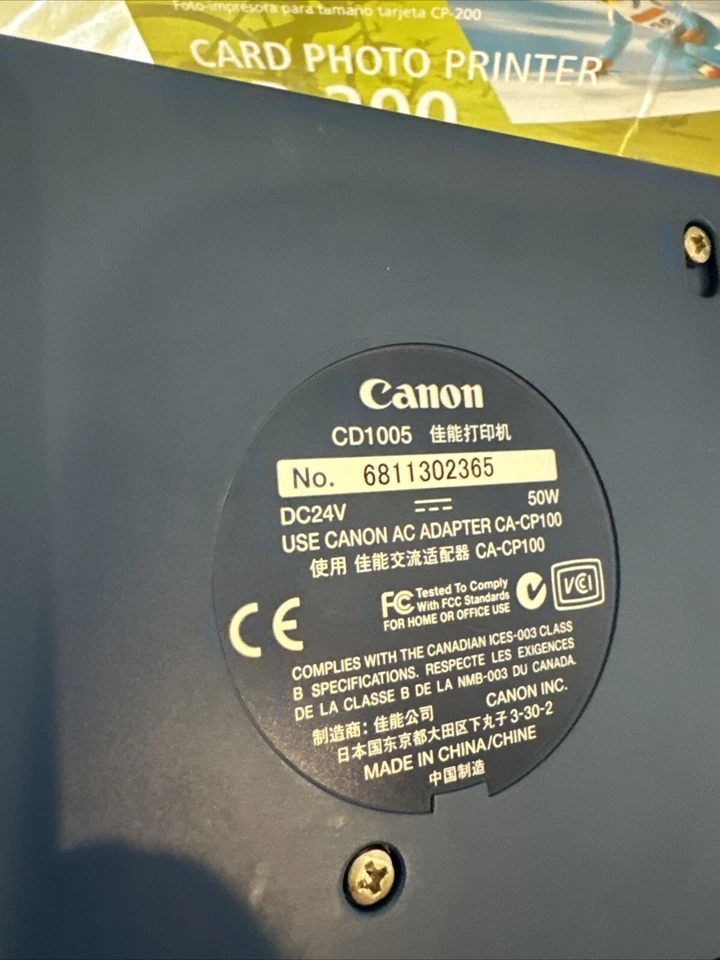 Foto-impresora para tamaño tarjeta CP-200
CARD PHOTO PRINTER
200
Canon
CD1005 佳能打印机
No. 6811302365
DC24V 50W
USE CANON AC ADAPTER CA-CP100
使用 佳能交流适配器 CA-CP100
FC Tested To Comply
With FCC Standards
FOR HOME OR OFFICE USE
VCI
CE
COMPLIES WITH THE CANADIAN ICES-003 CLASS
B SPECIFICATIONS. RESPECTE LES EXIGENCES
DE LA CLASSE B DE LA NMB-003 DU CANADA.
CANON INC.
制造商：佳能公司
日本国东京都大田区下丸子3-30-2
MADE IN CHINA/CHINE
中国制造